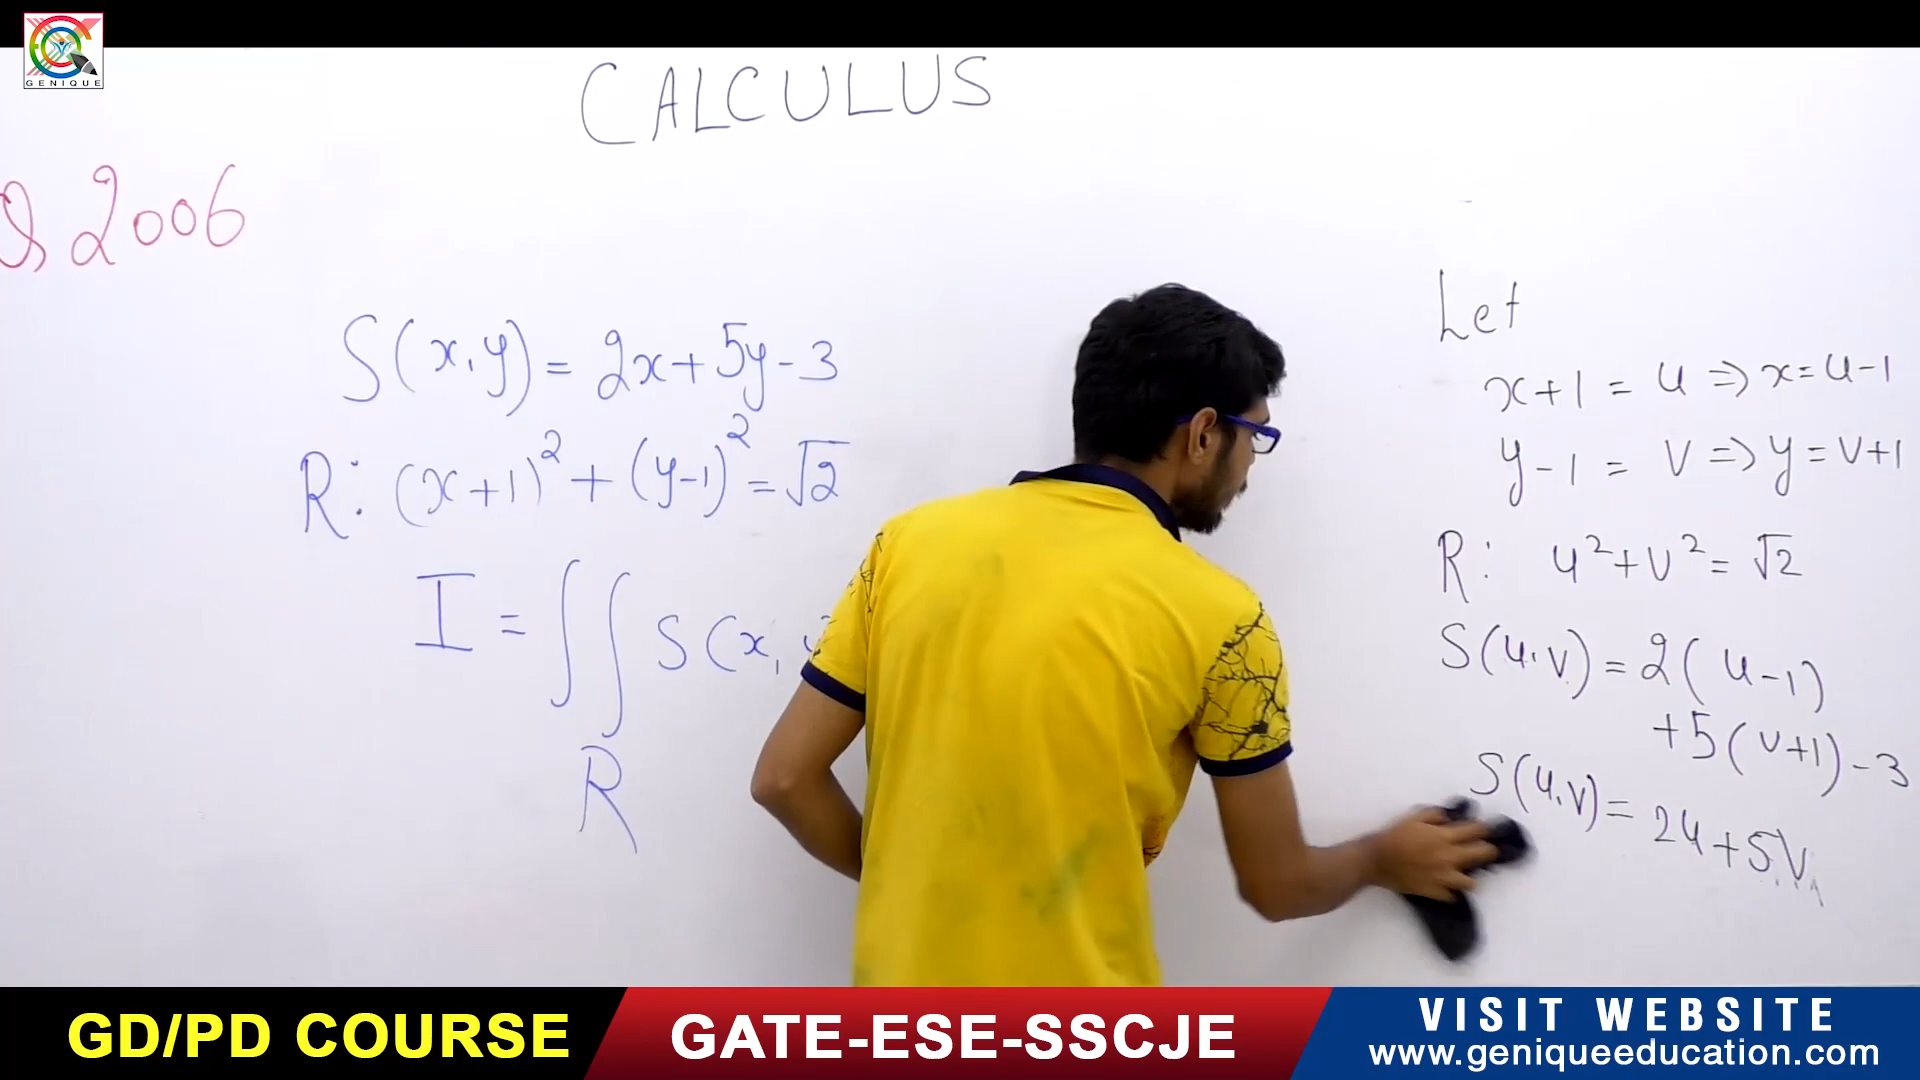 GENIQUE
CALCULUS
2006
S(x,y) = 2x+5y-3
R: (x+1)² + (y-1)² = √2
I = ∬ S(x,
R
Let
x+1 = u ⇒ x=u-1
y-1 = v ⇒ y=v+1
R: u²+v² = √2
S(u,v) = 2(u-1)
+5(v+1)-3
S(u,v) = 2u+5v
GD/PD COURSE
GATE-ESE-SSCJE
VISIT WEBSITE
www.geniqueeducation.com